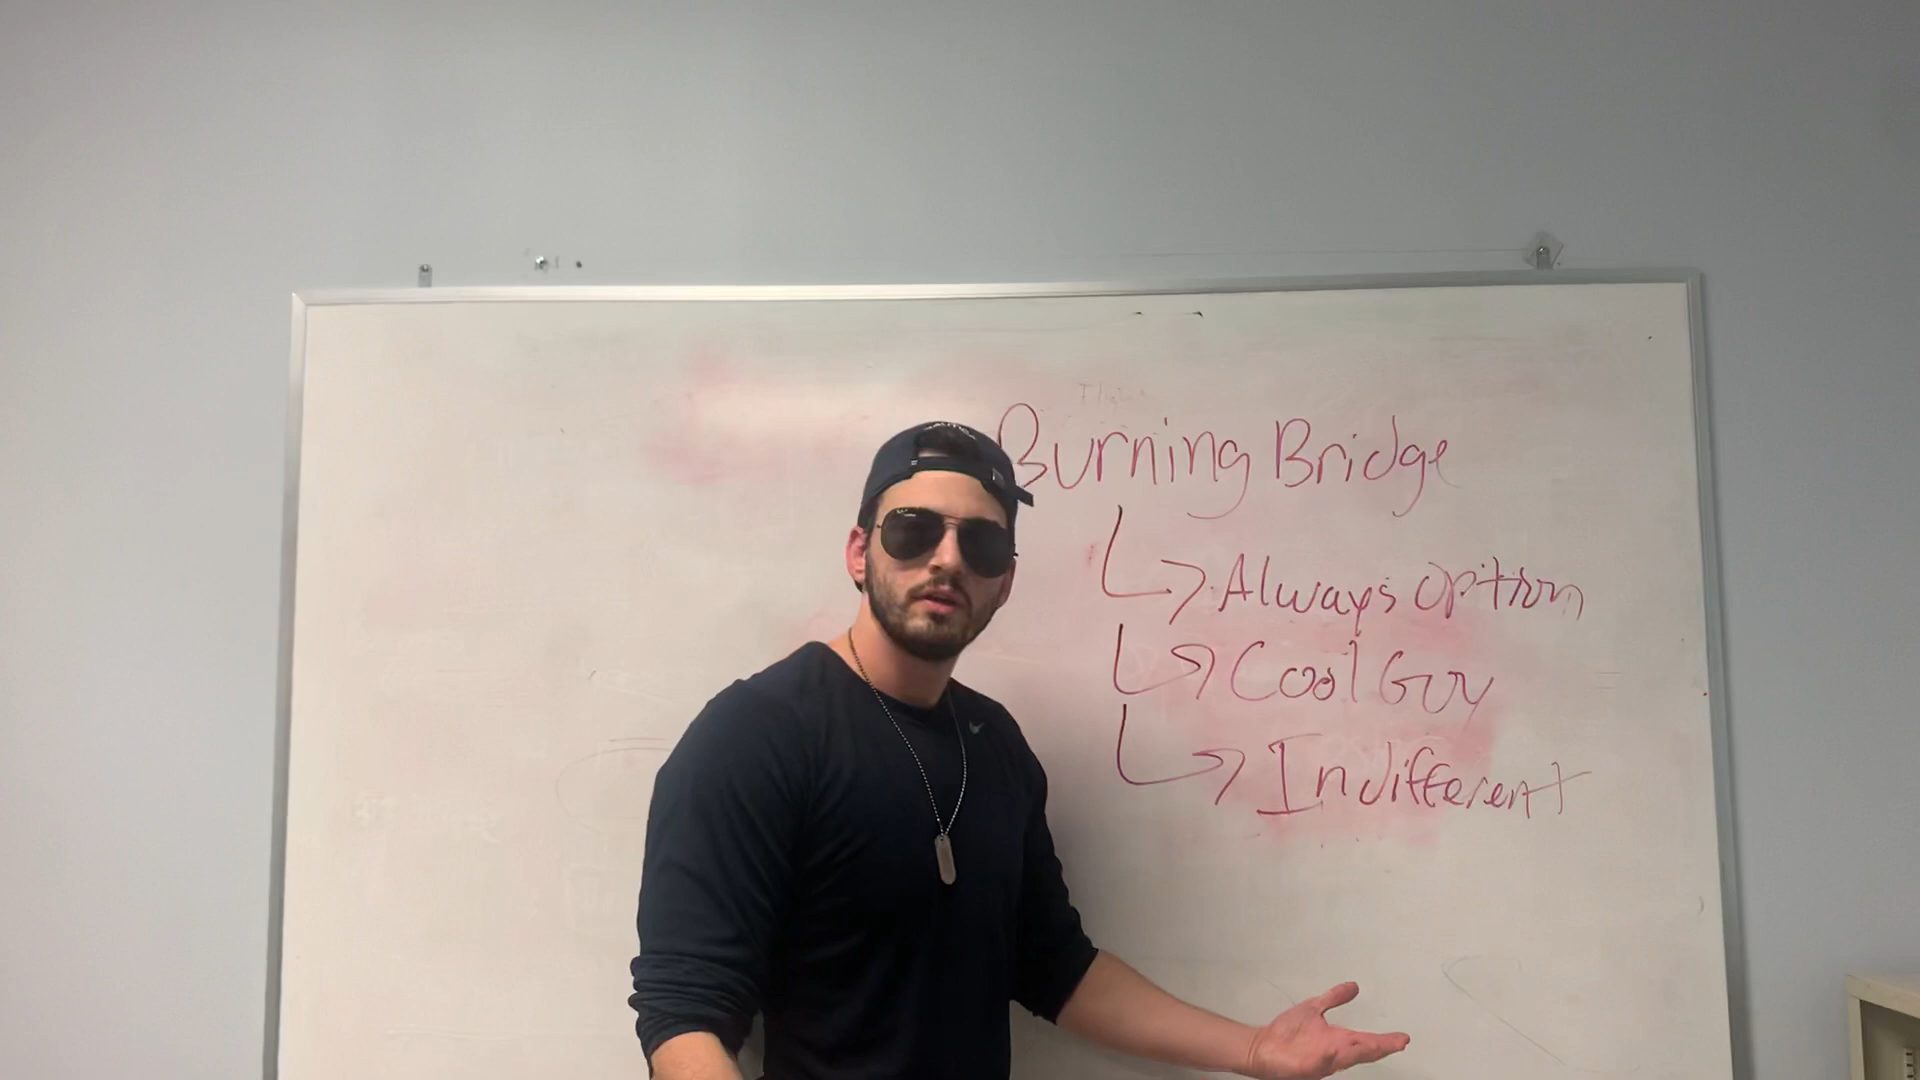 Burning Bridge
Always option
Cool Guy
Indifferent